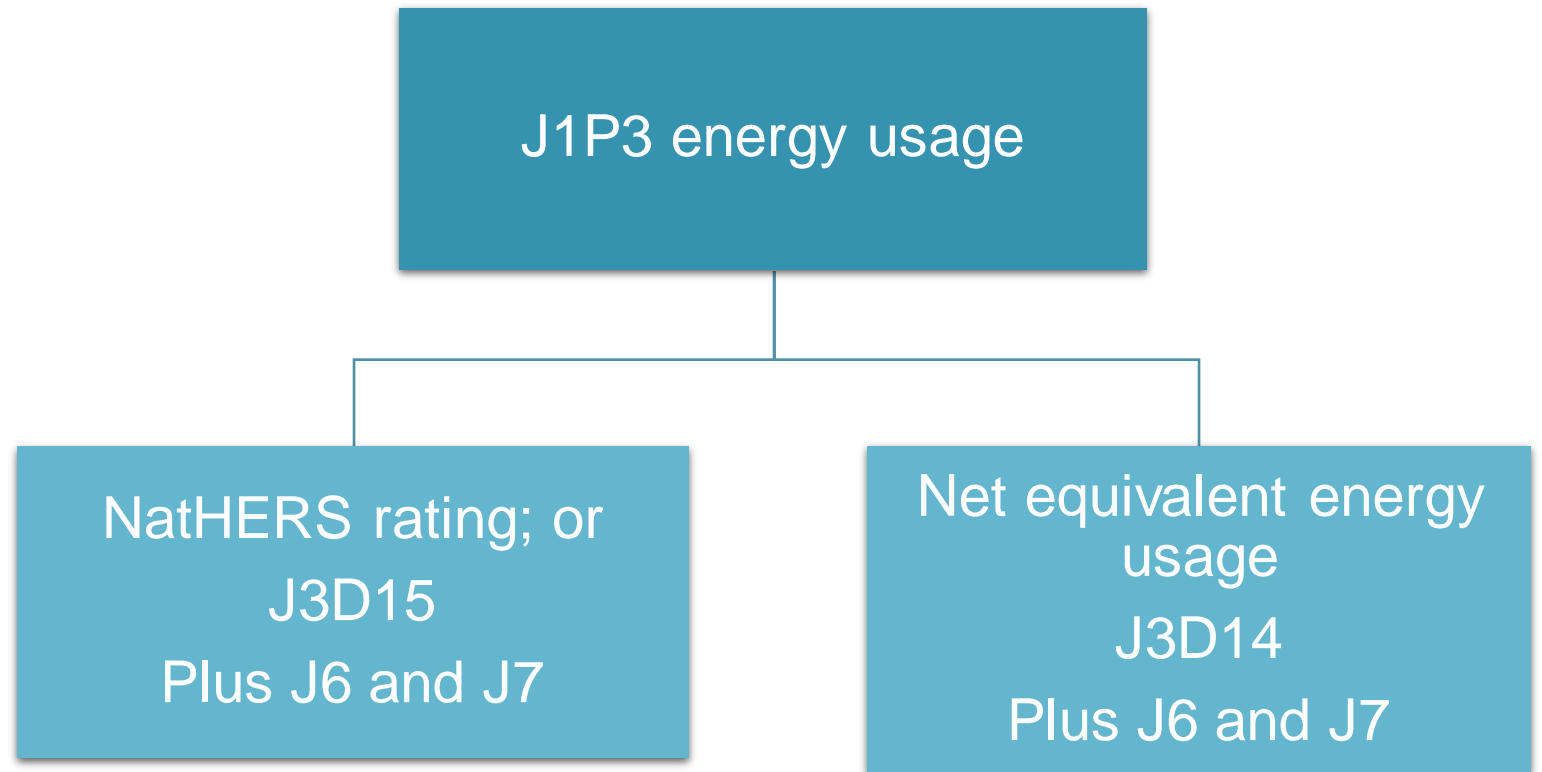 J1P3 energy usage
NatHERS rating; or
J3D15
Plus J6 and J7
Net equivalent energy
usage
J3D14
Plus J6 and J7